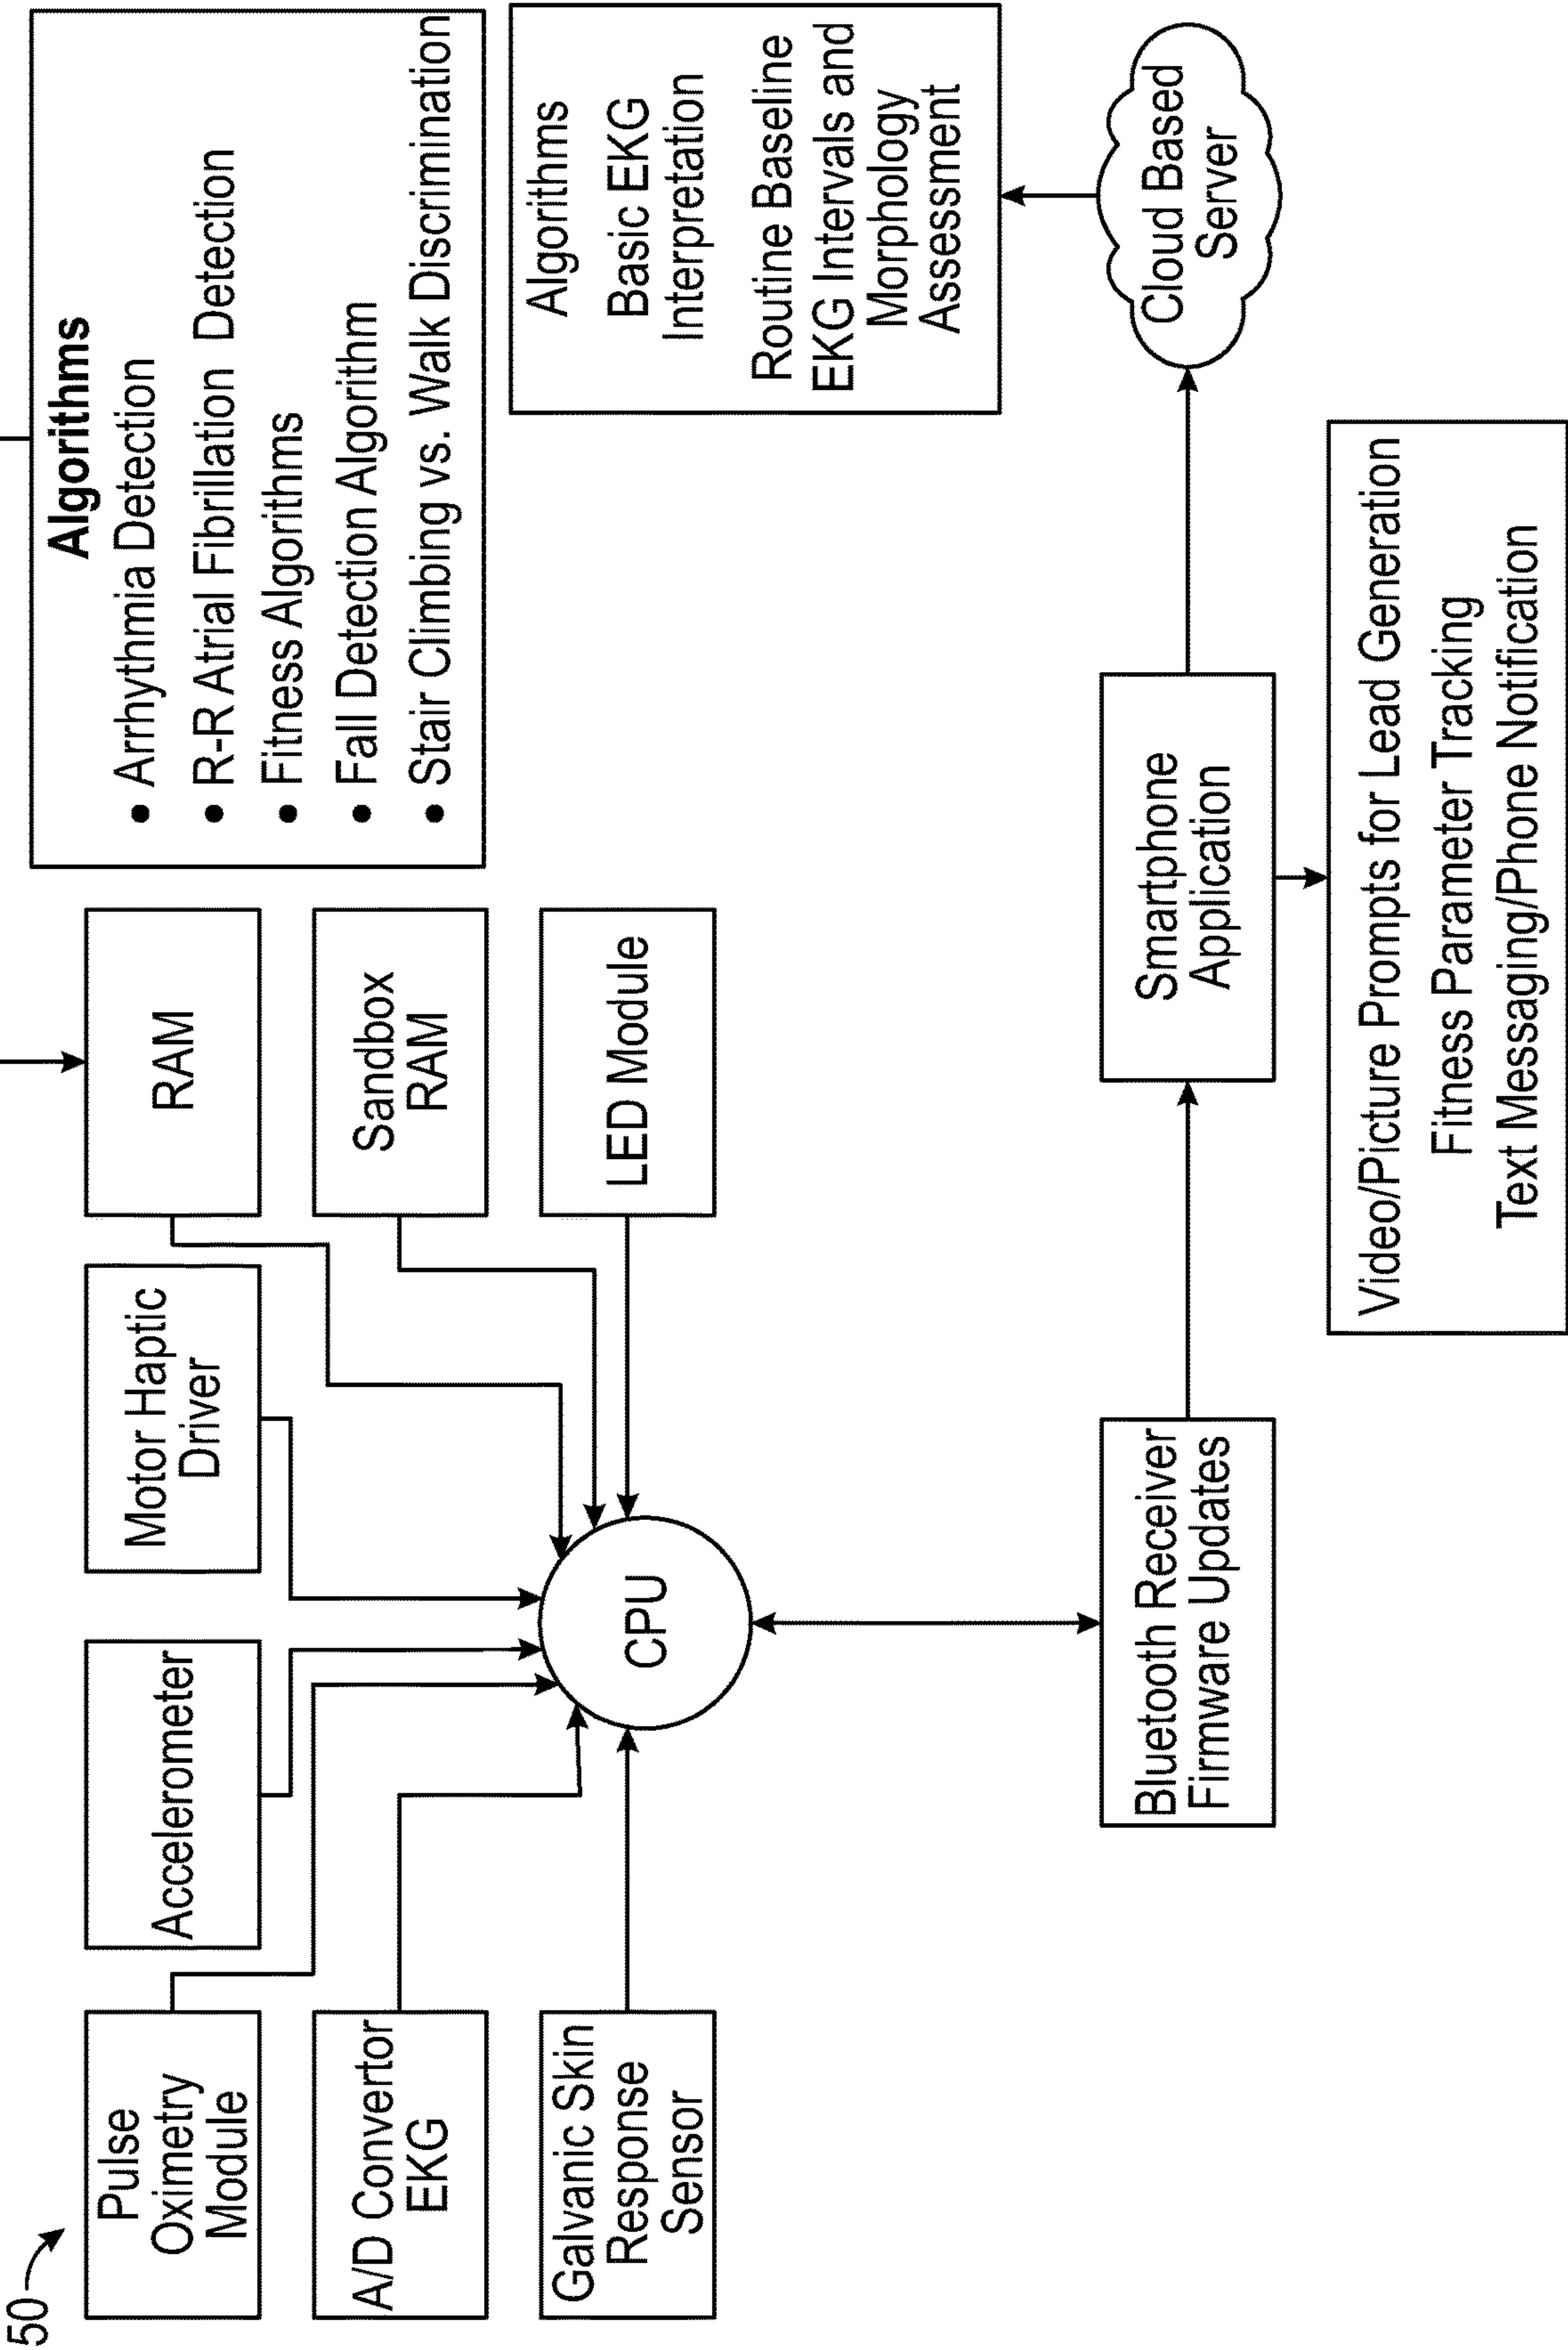 50
Pulse
Oximetry
Module
Accelerometer
Motor Haptic
Driver
RAM
Algorithms
• Arrhythmia Detection
• R-R Atrial Fibrillation Detection
• Fitness Algorithms
• Fall Detection Algorithm
• Stair Climbing vs. Walk Discrimination
A/D Convertor
EKG
Sandbox
RAM
Galvanic Skin
Response
Sensor
CPU
LED Module
Algorithms
Basic EKG
Interpretation
Routine Baseline
EKG Intervals and
Morphology
Assessment
Bluetooth Receiver
Firmware Updates
Smartphone
Application
Cloud Based
Server
Video/Picture Prompts for Lead Generation
Fitness Parameter Tracking
Text Messaging/Phone Notification